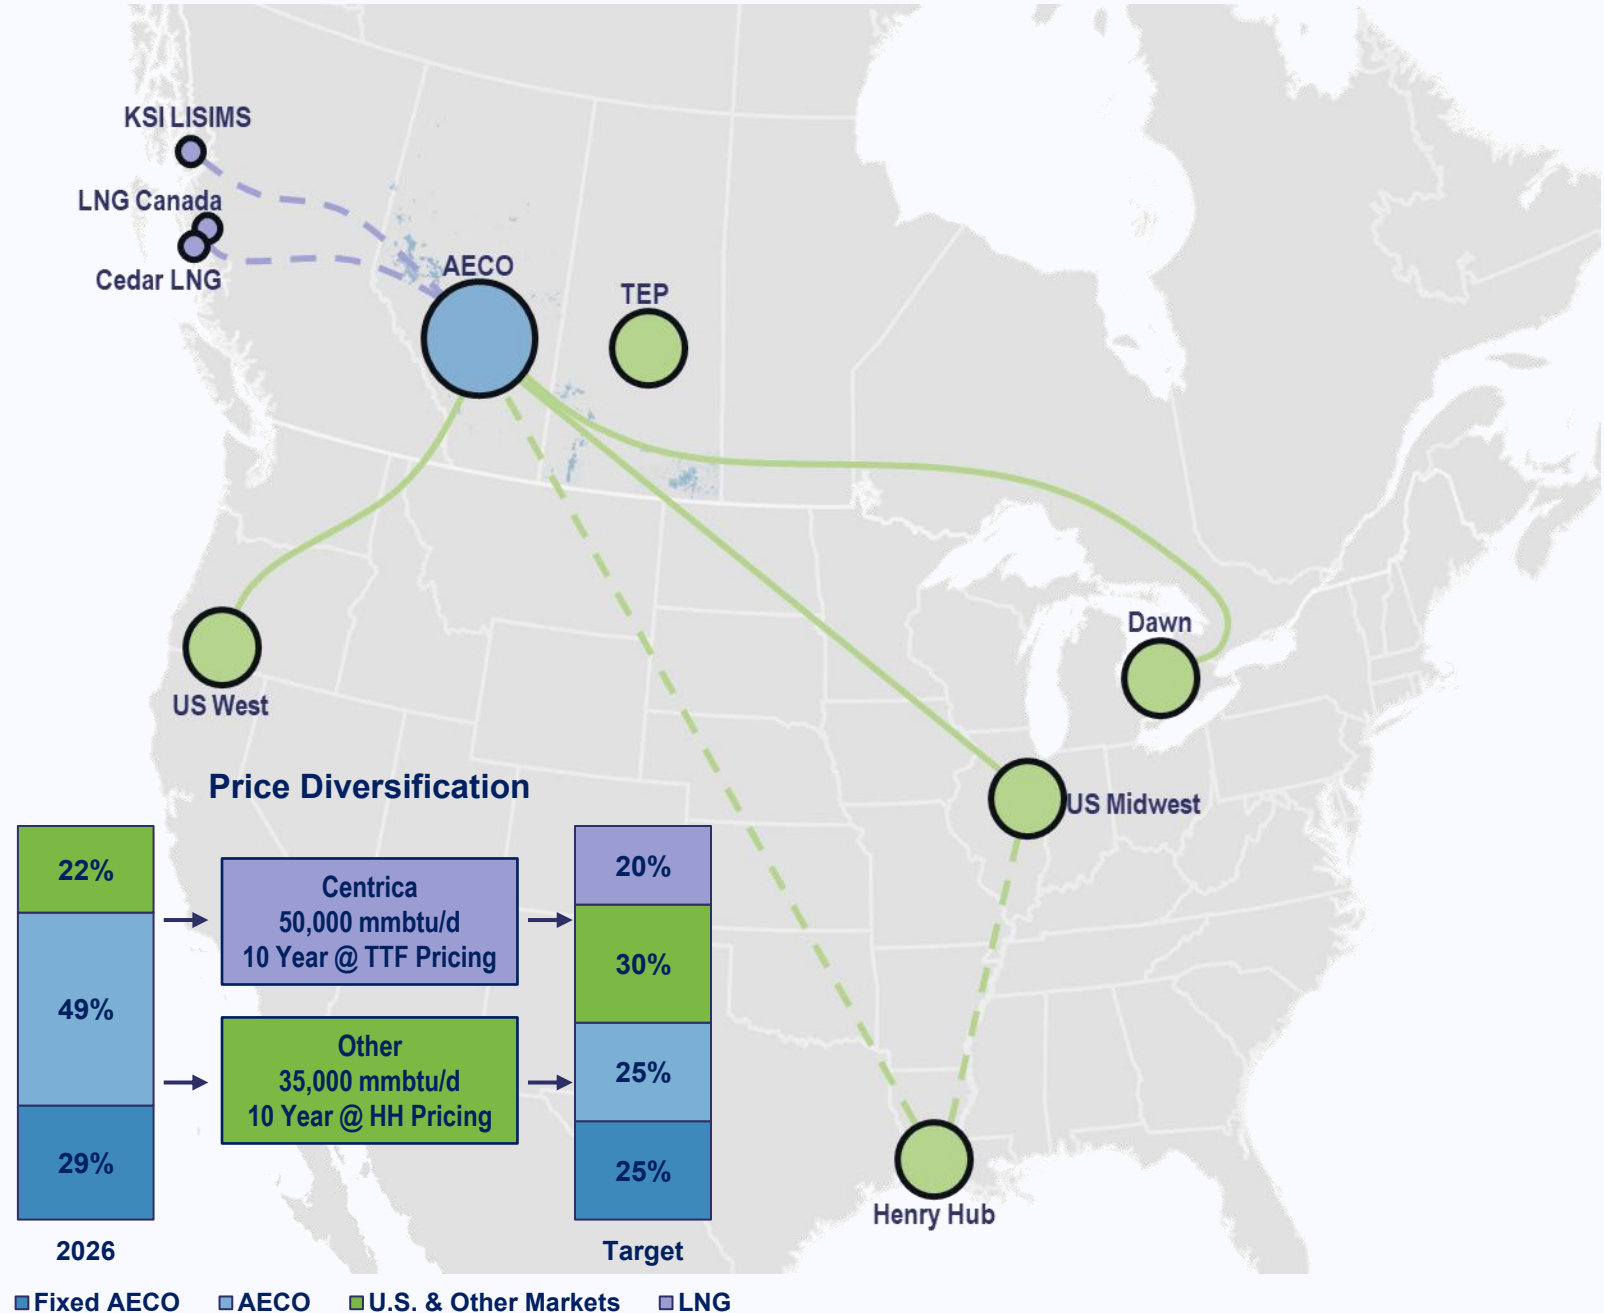 KSI LISIMS
LNG Canada
Cedar LNG
AECO
TEP
Dawn
US West
US Midwest
Henry Hub
Price Diversification
22%
49%
29%
2026
Centrica
50,000 mmbtu/d
10 Year @ TTF Pricing
Other
35,000 mmbtu/d
10 Year @ HH Pricing
20%
30%
25%
25%
Target
Fixed AECO
AECO
U.S. & Other Markets
LNG